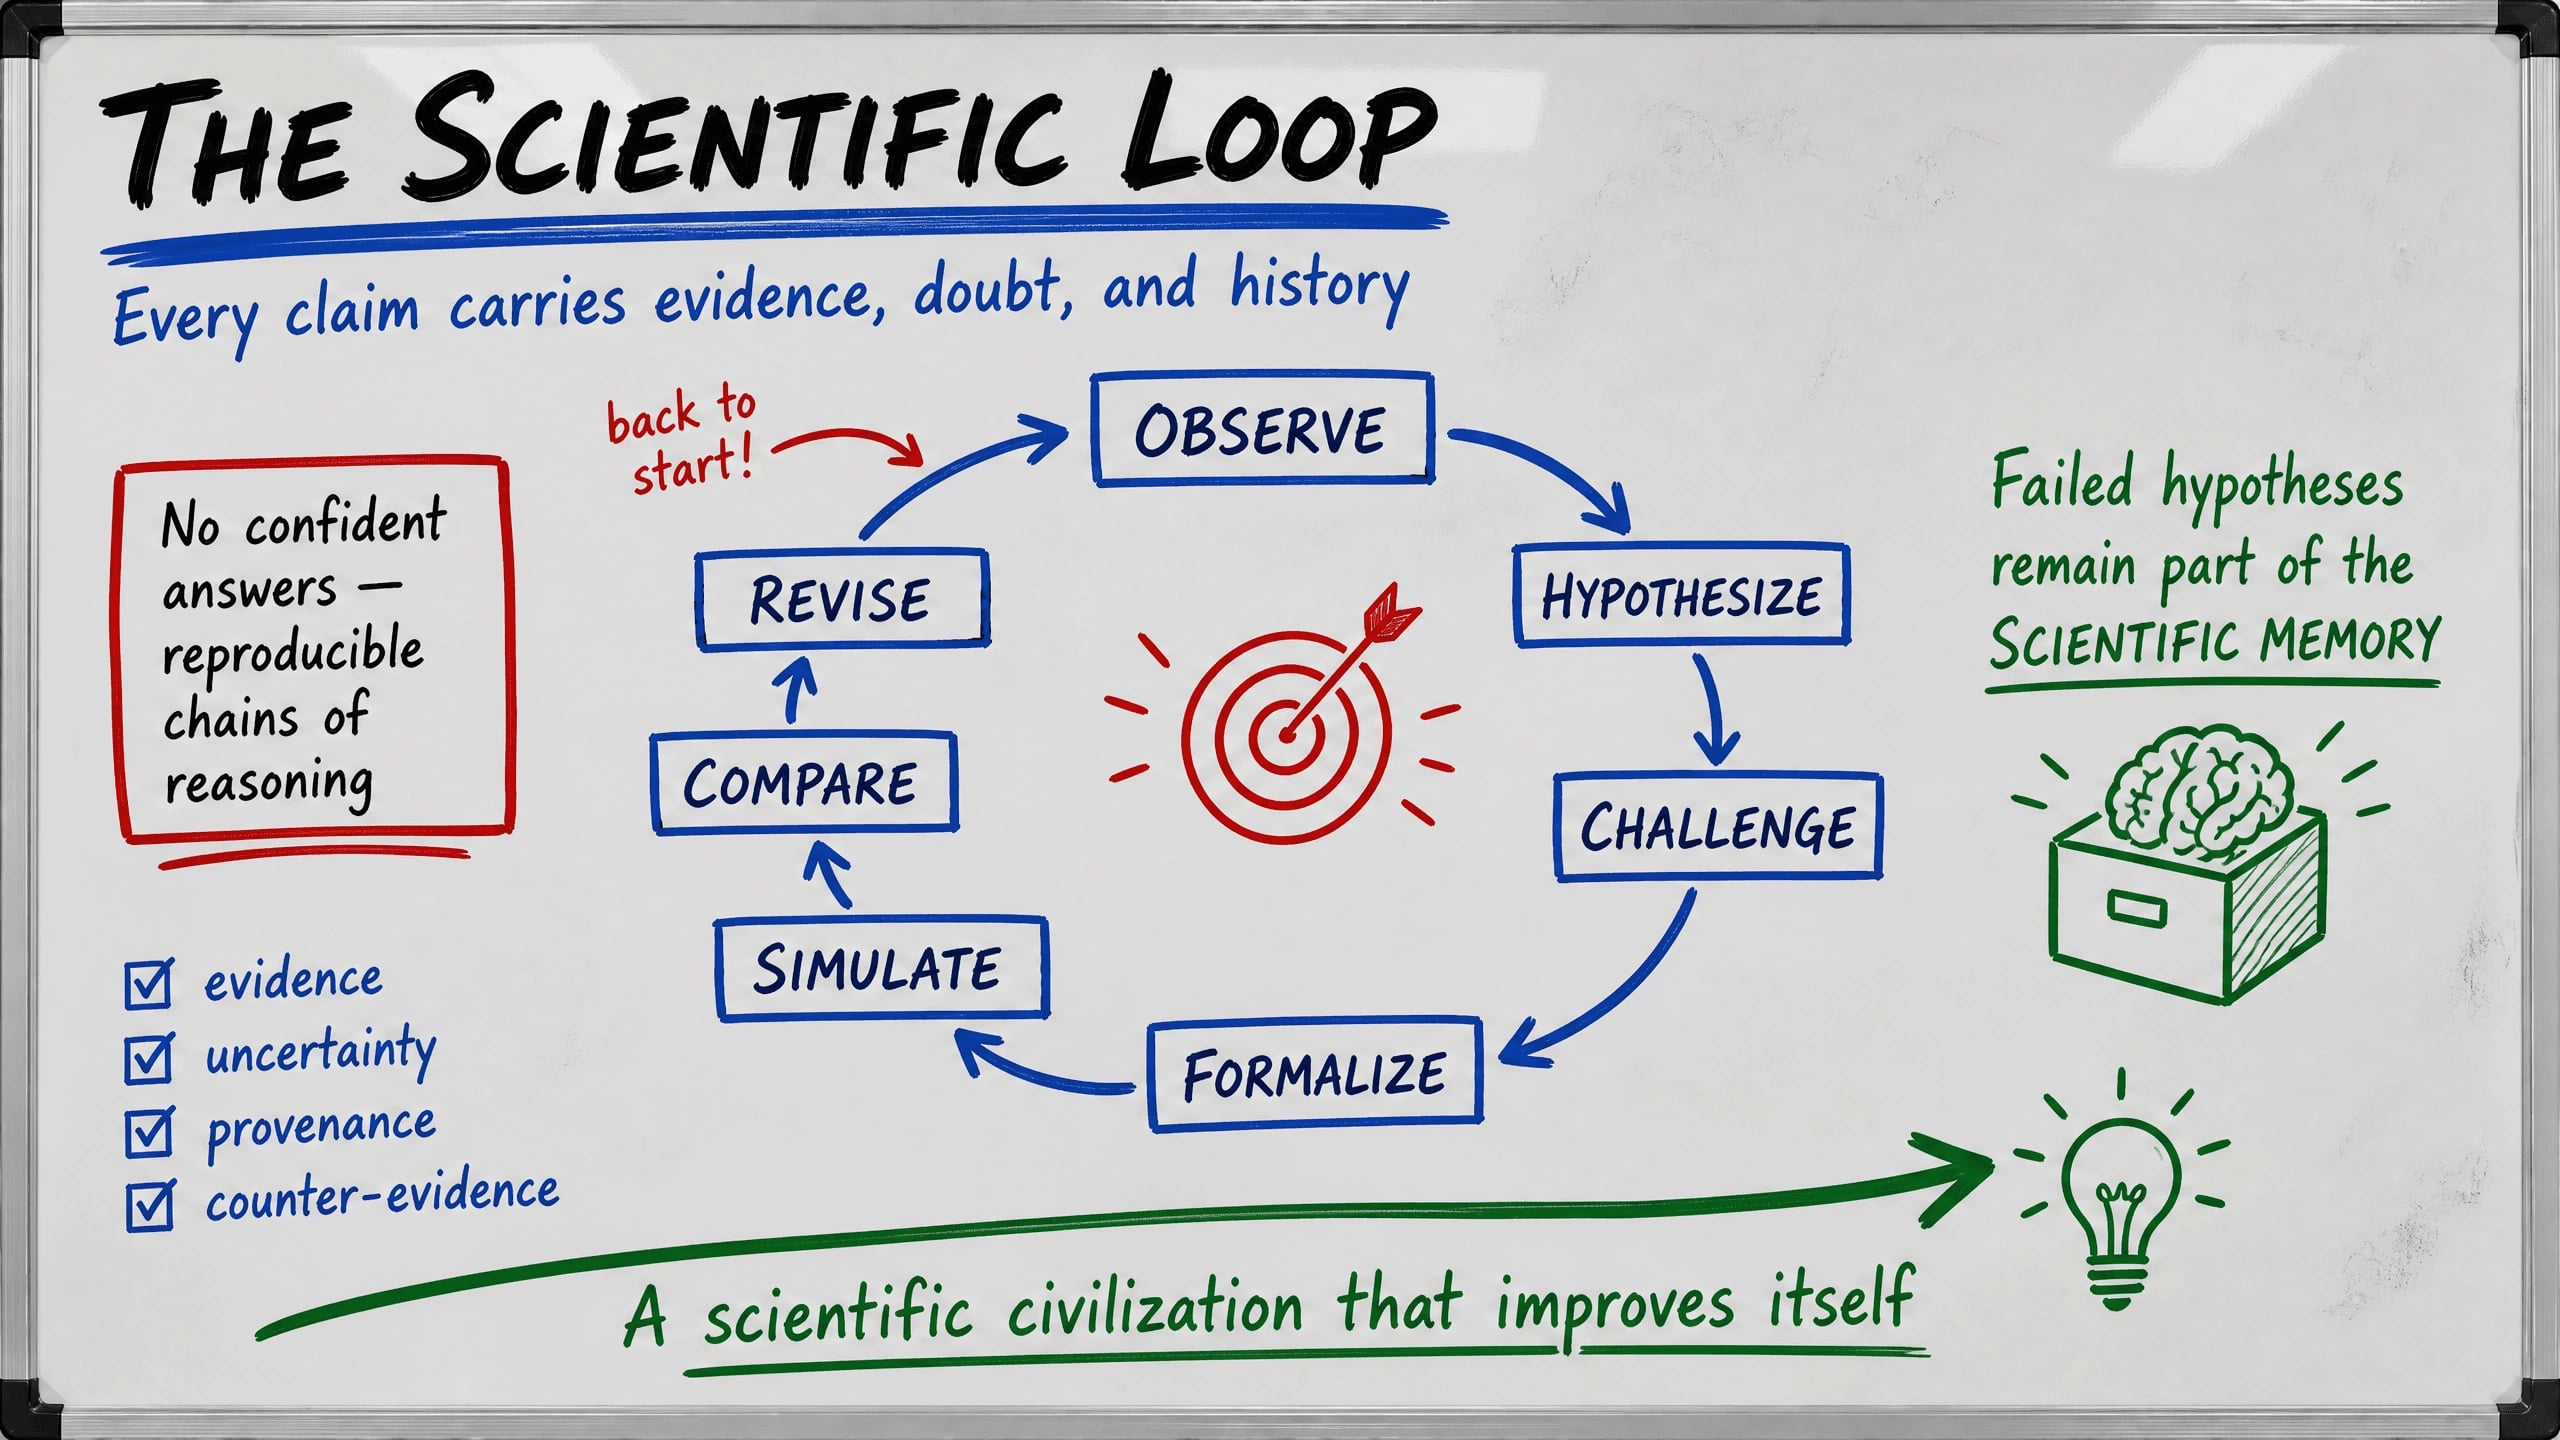 THE SCIENTIFIC LOOP
Every claim carries evidence, doubt, and history
back to
start!
OBSERVE
HYPOTHESIZE
CHALLENGE
FORMALIZE
SIMULATE
COMPARE
REVISE
No confident
answers —
reproducible
chains of
reasoning
evidence
uncertainty
provenance
counter-evidence
Failed hypotheses
remain part of the
SCIENTIFIC MEMORY
A scientific civilization that improves itself